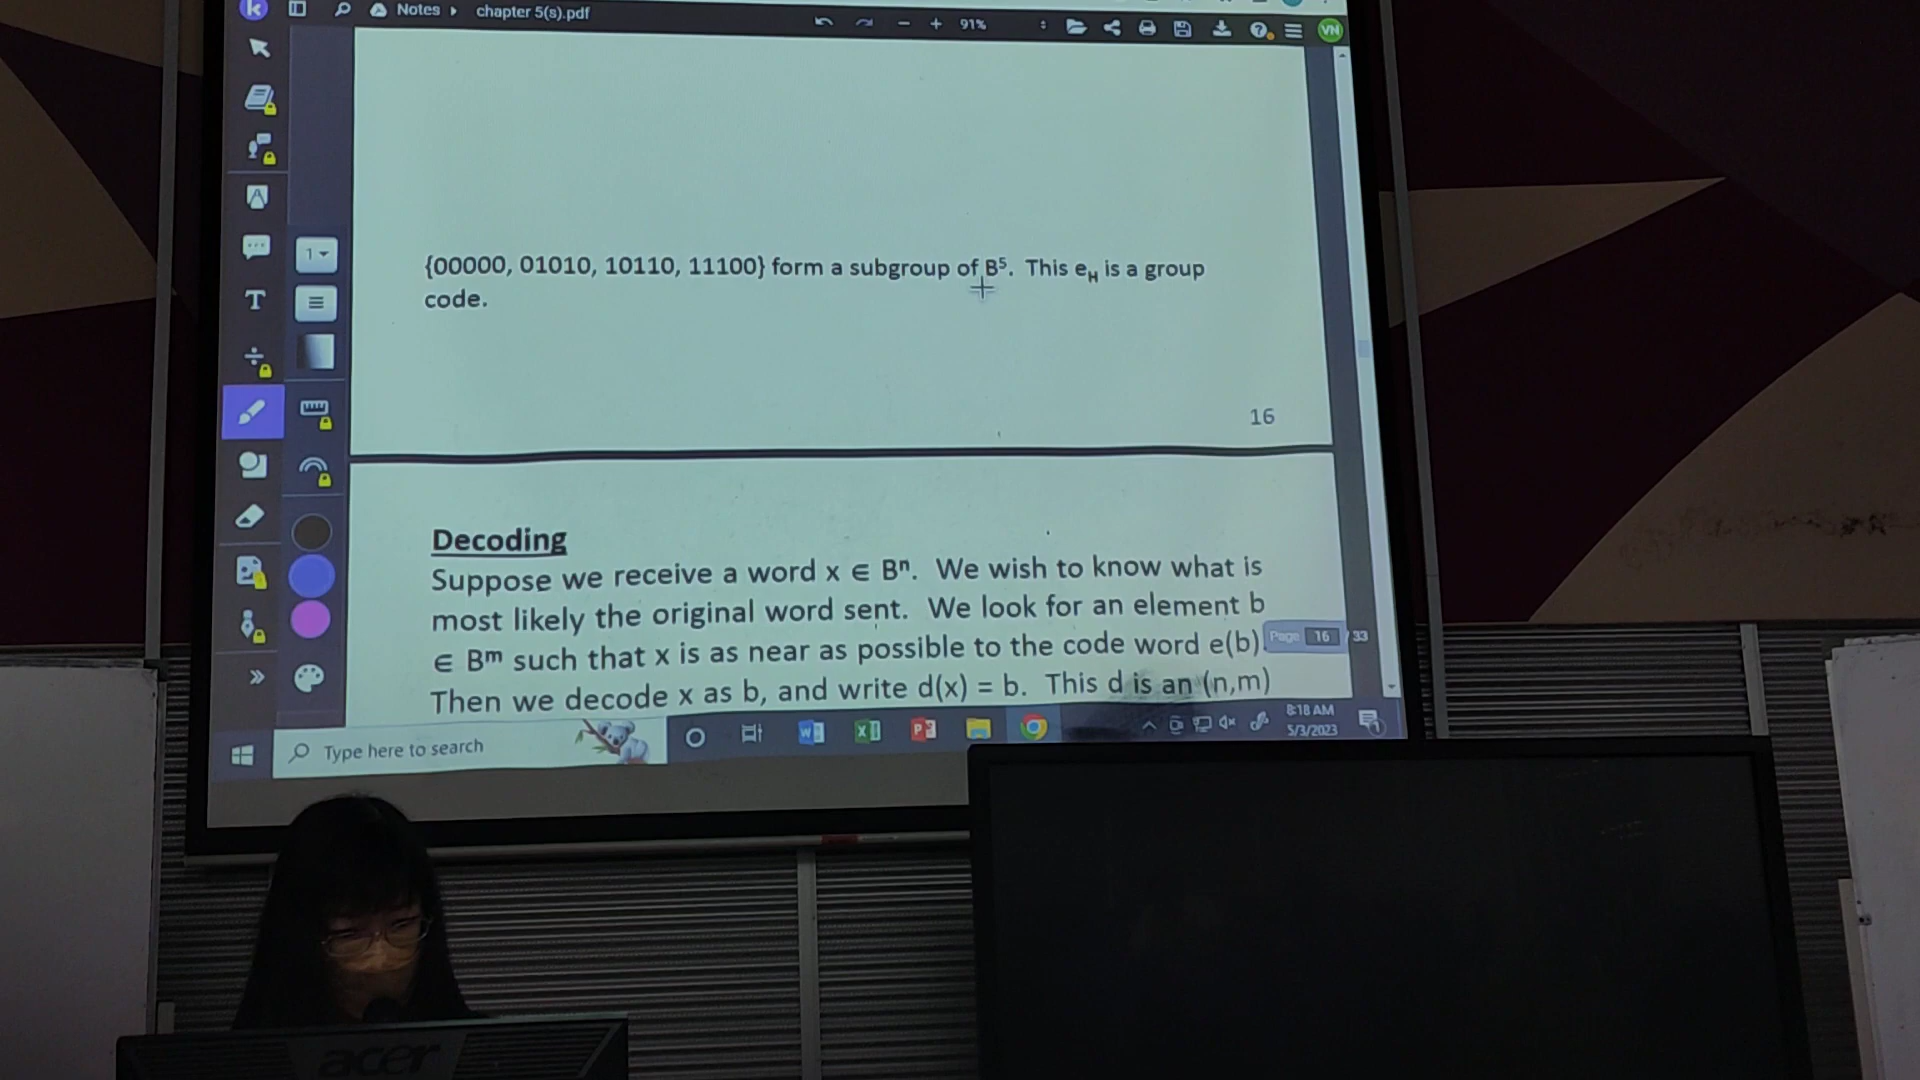 k
Notes
chapter 5(s).pdf
91%
VN
1
{00000, 01010, 10110, 11100} form a subgroup of B⁵. This eH is a group
code.
16
Decoding
Suppose we receive a word x ∈ Bⁿ. We wish to know what is
most likely the original word sent. We look for an element b
∈ Bᵐ such that x is as near as possible to the code word e(b).
Page 16 / 33
Then we decode x as b, and write d(x) = b. This d is an (n,m)
Type here to search
8:18 AM
5/3/2023
1
acer